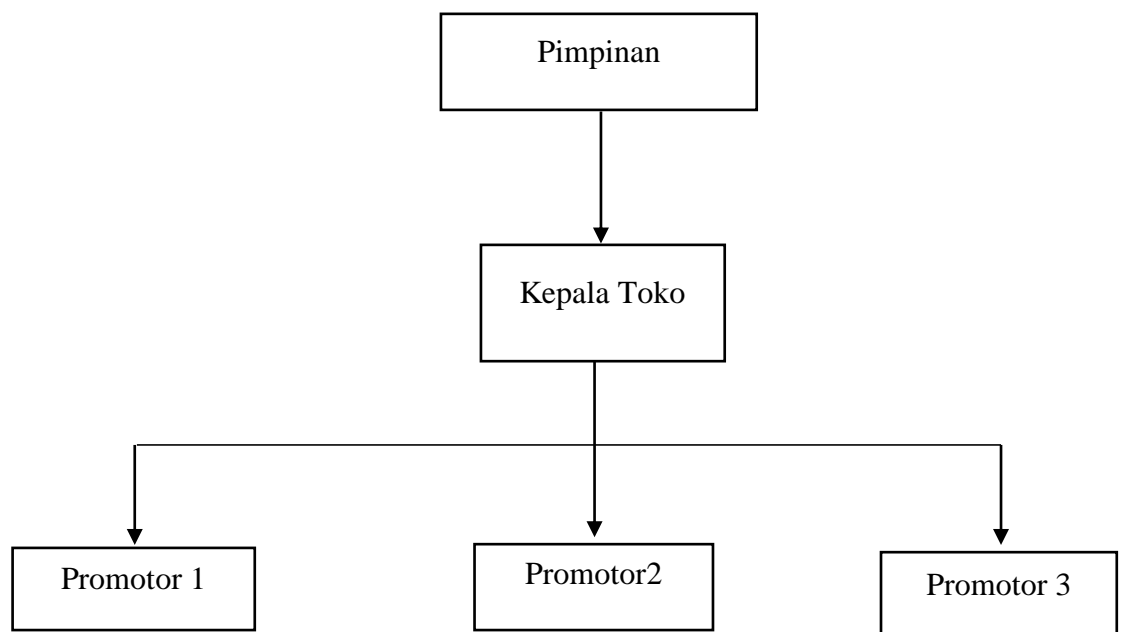 Pimpinan
Kepala Toko
Promotor 1
Promotor2
Promotor 3